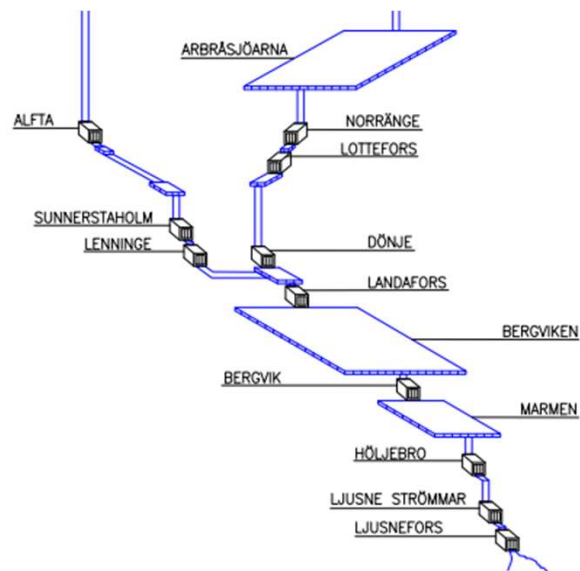 ARBRÅSJÖARNA
ALFTA
NORRÄNGE
LOTTEFORS
SUNNERSTAHOLM
LENNINGE
DÖNJE
LANDAFORS
BERGVIKEN
BERGVIK
MARMEN
HÖLJEBRO
LJUSNE STRÖMMAR
LJUSNEFORS